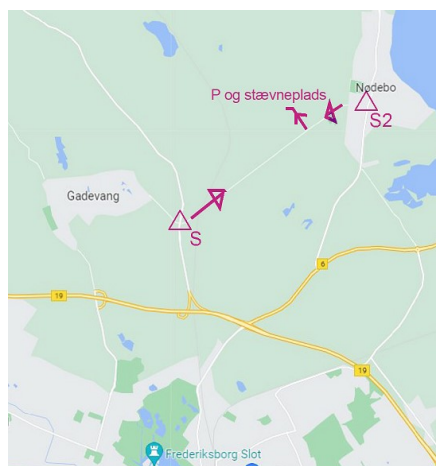 Nødebo
P og stævneplads
S2
Gadevang
S
6
19
19
Frederiksborg Slot